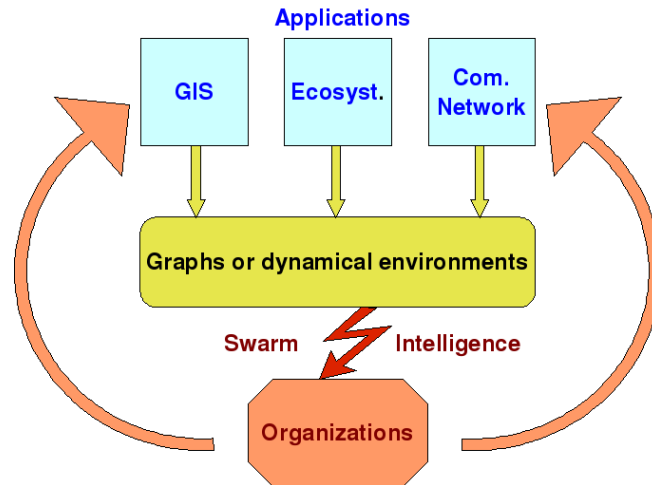 Applications
GIS
Ecosyst.
Com.
Network
Graphs or dynamical environments
Swarm Intelligence
Organizations